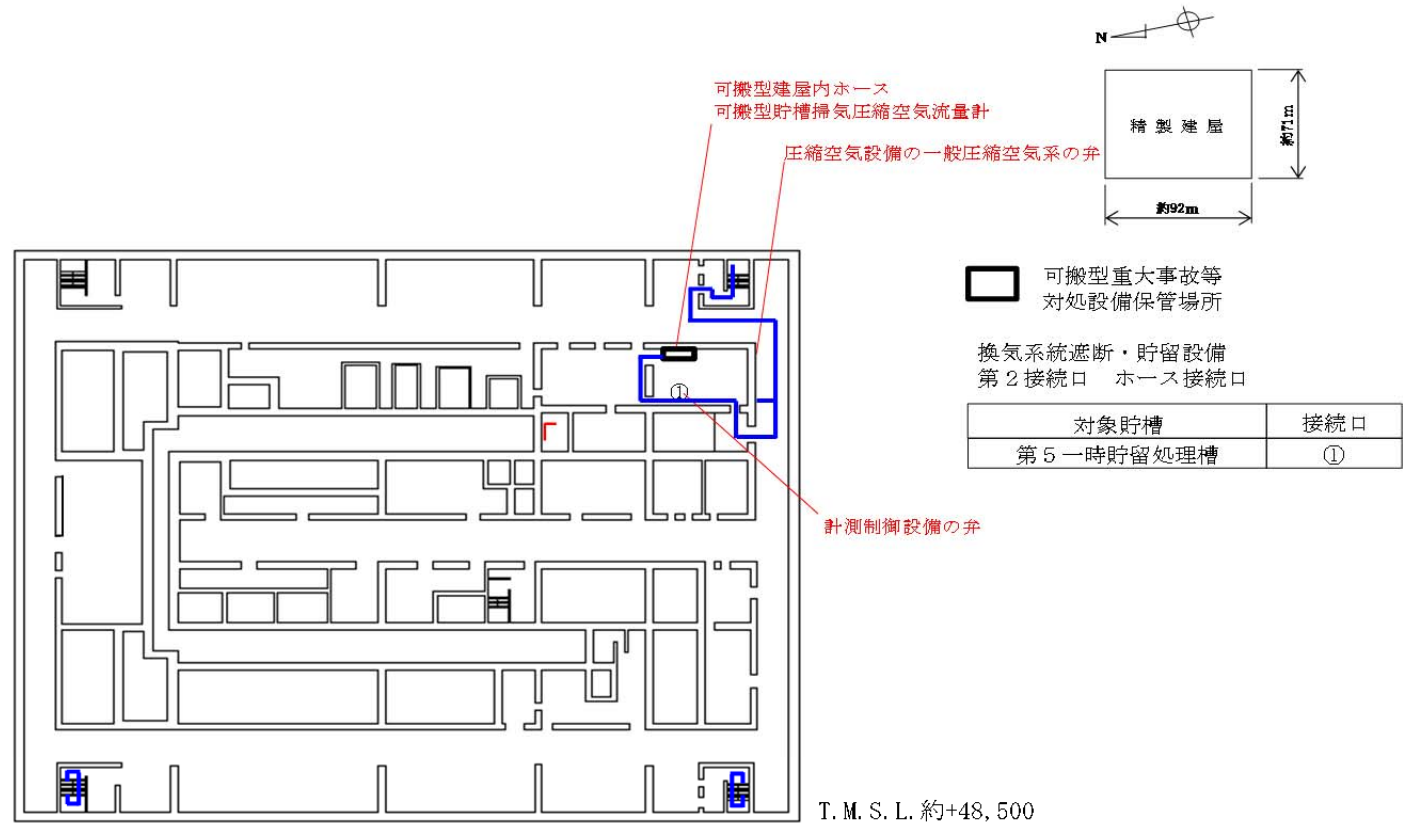 N
可搬型建屋内ホース
可搬型貯槽掃気圧縮空気流量計
圧縮空気設備の一般圧縮空気系の弁
精製建屋
約71m
約92m
可搬型重大事故等
対処設備保管場所
換気系統遮断・貯留設備
第2接続口 ホース接続口
対象貯槽 接続口
第5一時貯留処理槽 ①
①
計測制御設備の弁
T.M.S.L.約+48,500